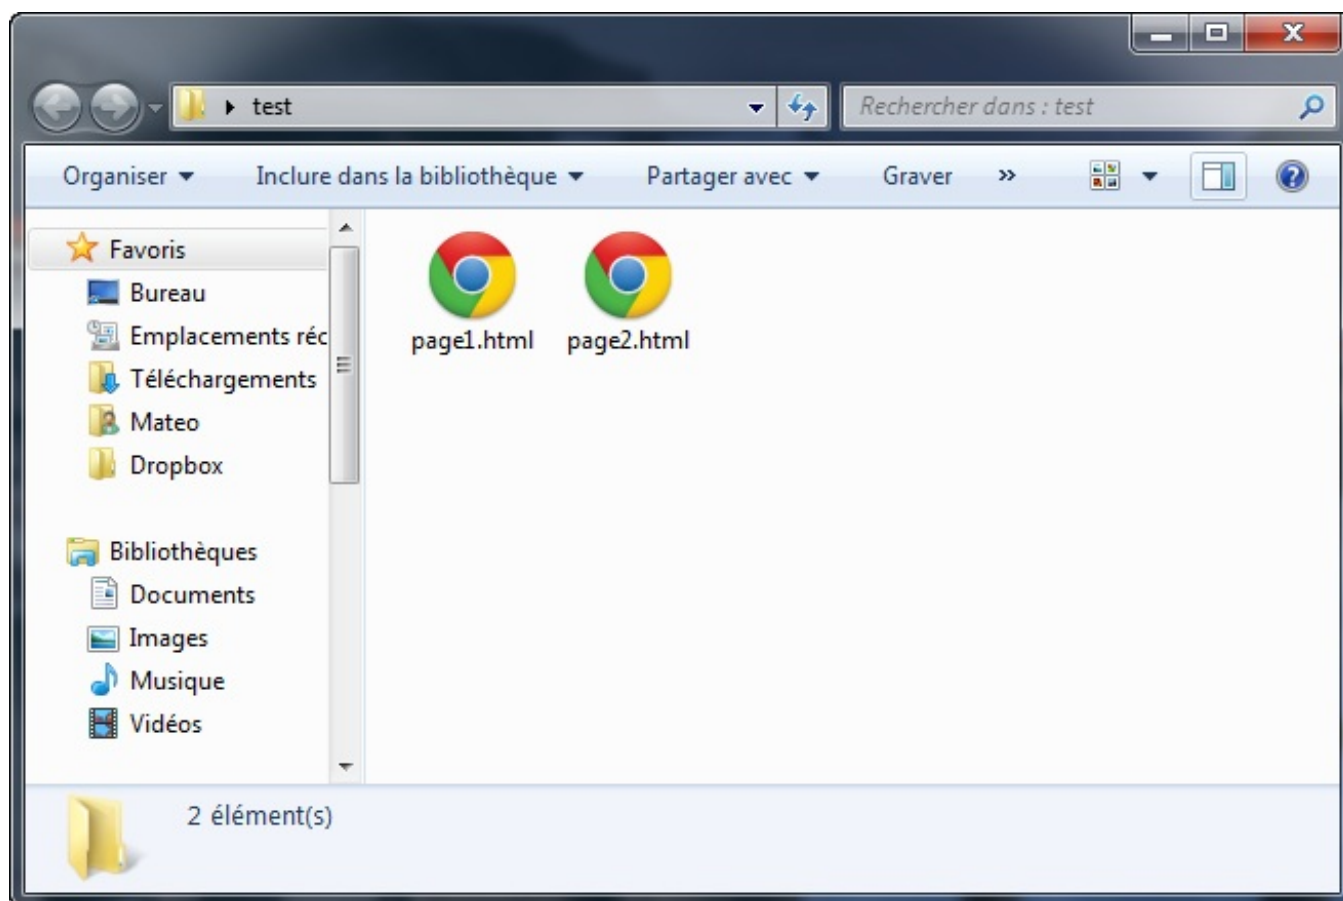 test
Rechercher dans : test
Organiser Inclure dans la bibliothèque Partager avec Graver »
Favoris
Bureau
Emplacements réc
Téléchargements
Mateo
Dropbox
Bibliothèques
Documents
Images
Musique
Vidéos
page1.html page2.html
2 élément(s)